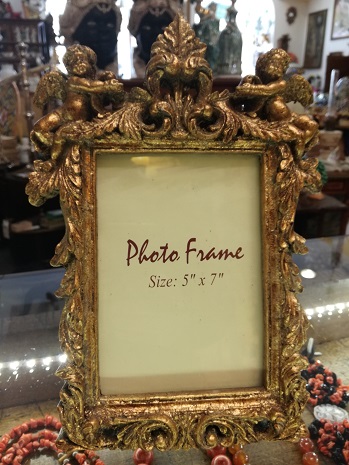 Photo Frame
Size: 5" x 7"